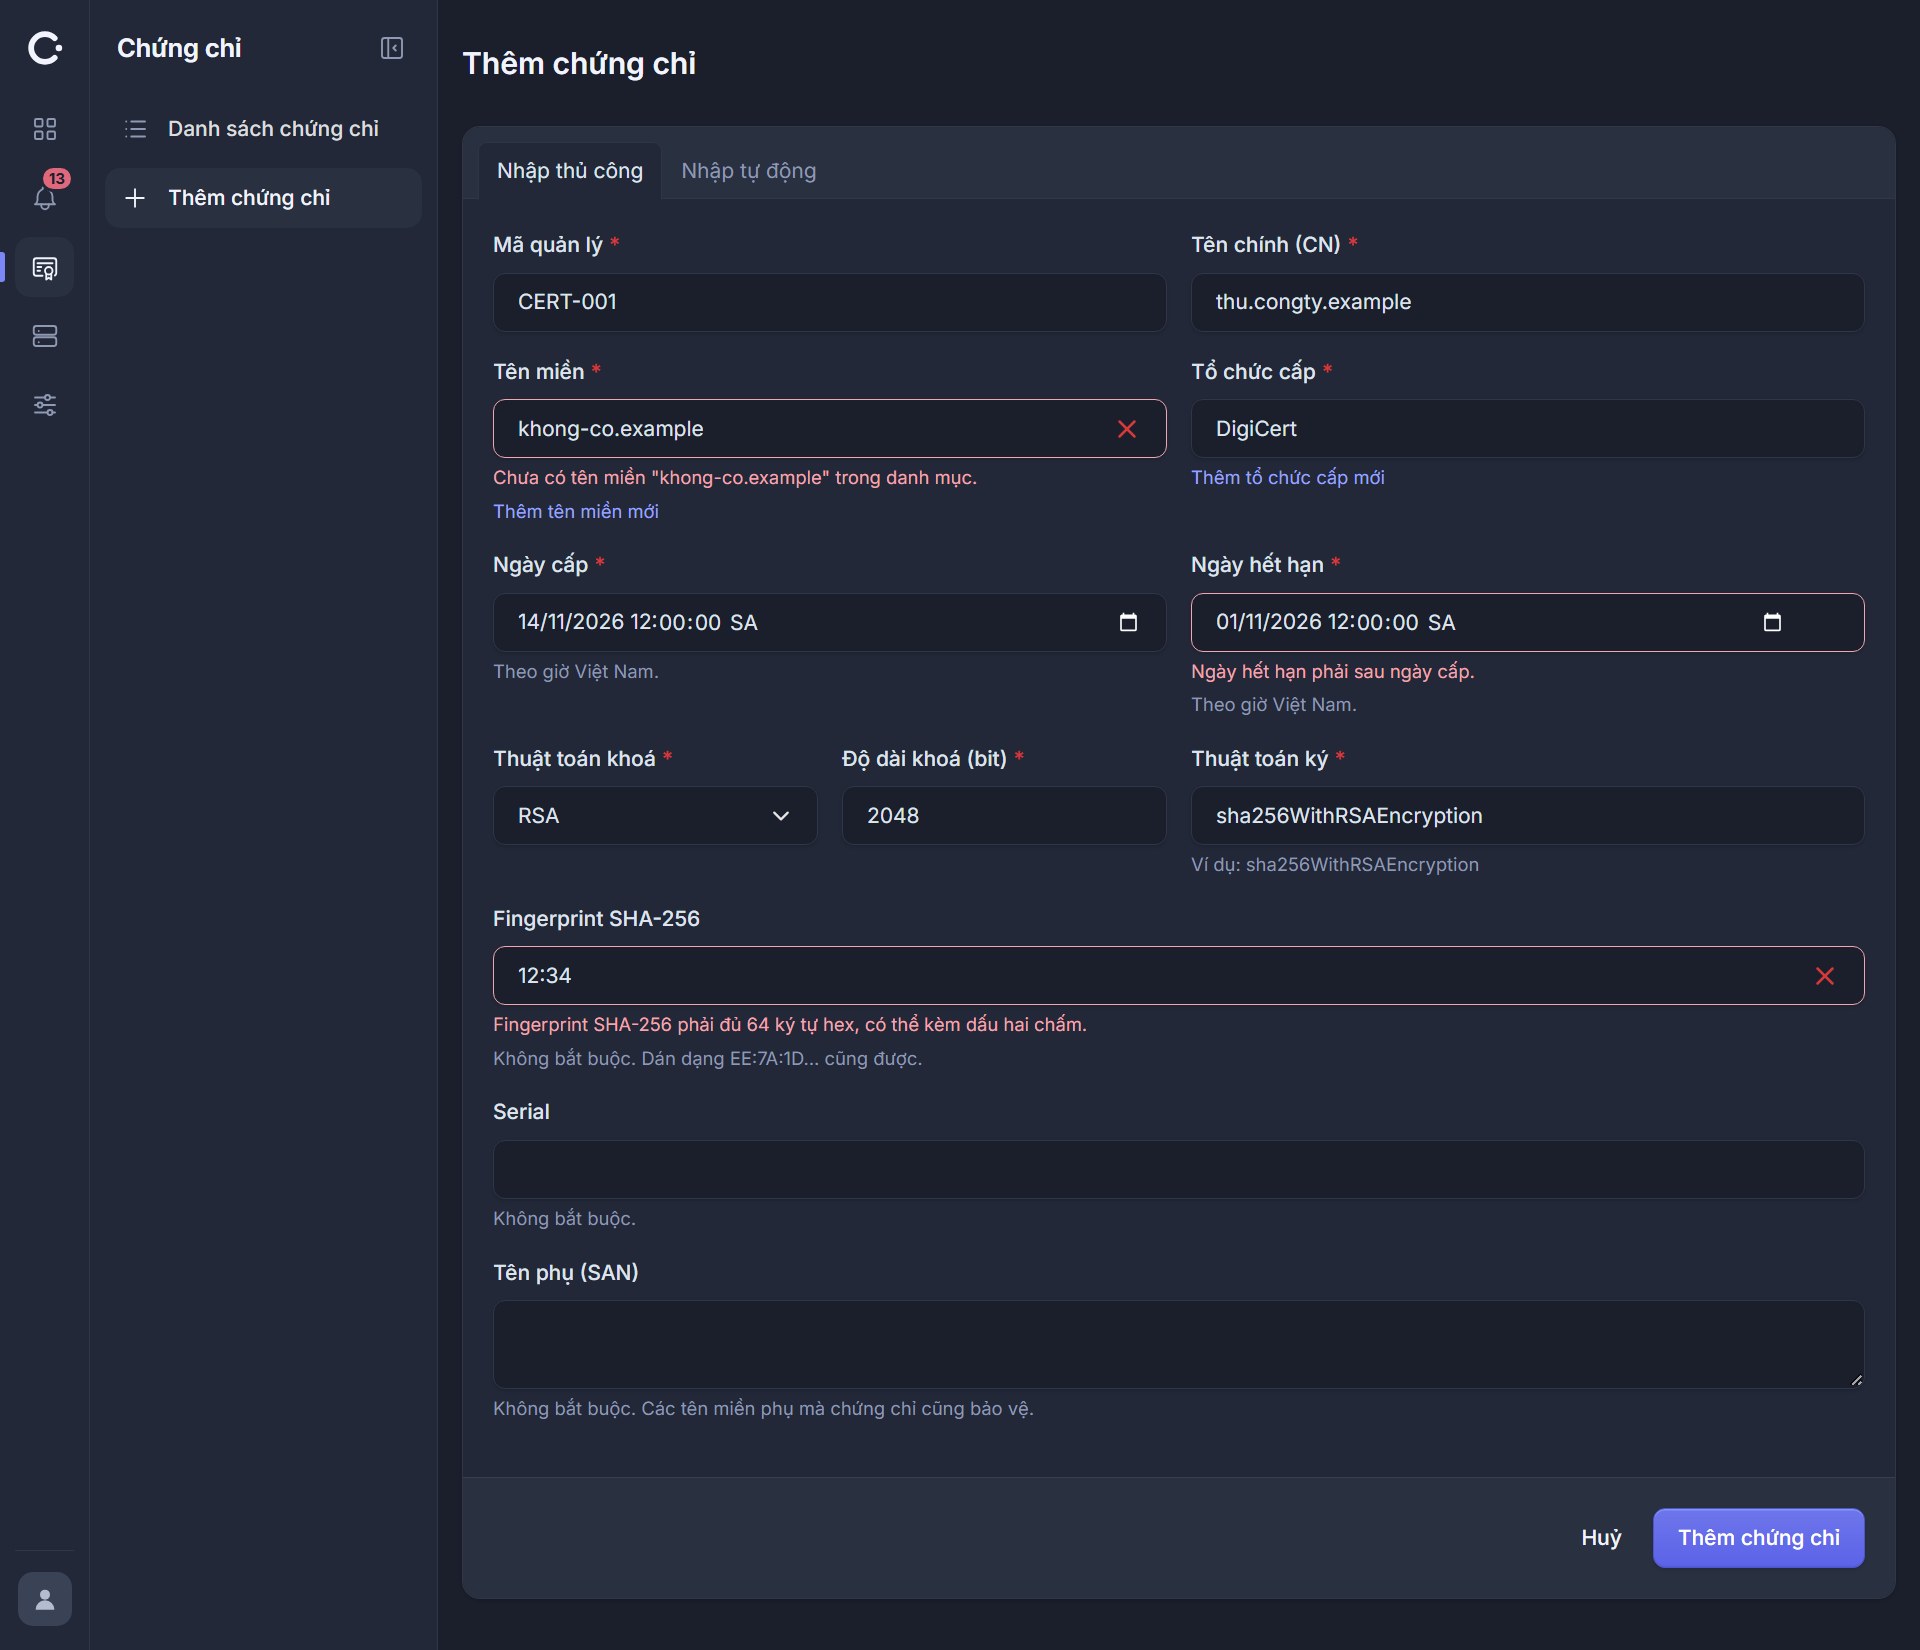 Chứng chỉ
Thêm chứng chỉ
Danh sách chứng chỉ
13
Thêm chứng chỉ
Nhập thủ công
Nhập tự động
Mã quản lý *
Tên chính (CN) *
CERT-001
thu.congty.example
Tên miền *
Tổ chức cấp *
khong-co.example
DigiCert
Chưa có tên miền "khong-co.example" trong danh mục.
Thêm tổ chức cấp mới
Thêm tên miền mới
Ngày cấp *
Ngày hết hạn *
14/11/2026 12:00:00 SA
01/11/2026 12:00:00 SA
Theo giờ Việt Nam.
Ngày hết hạn phải sau ngày cấp.
Theo giờ Việt Nam.
Thuật toán khoá *
Độ dài khoá (bit) *
Thuật toán ký *
RSA
2048
sha256WithRSAEncryption
Ví dụ: sha256WithRSAEncryption
Fingerprint SHA-256
12:34
Fingerprint SHA-256 phải đủ 64 ký tự hex, có thể kèm dấu hai chấm.
Không bắt buộc. Dán dạng EE:7A:1D... cũng được.
Serial
Không bắt buộc.
Tên phụ (SAN)
Không bắt buộc. Các tên miền phụ mà chứng chỉ cũng bảo vệ.
Huỷ
Thêm chứng chỉ